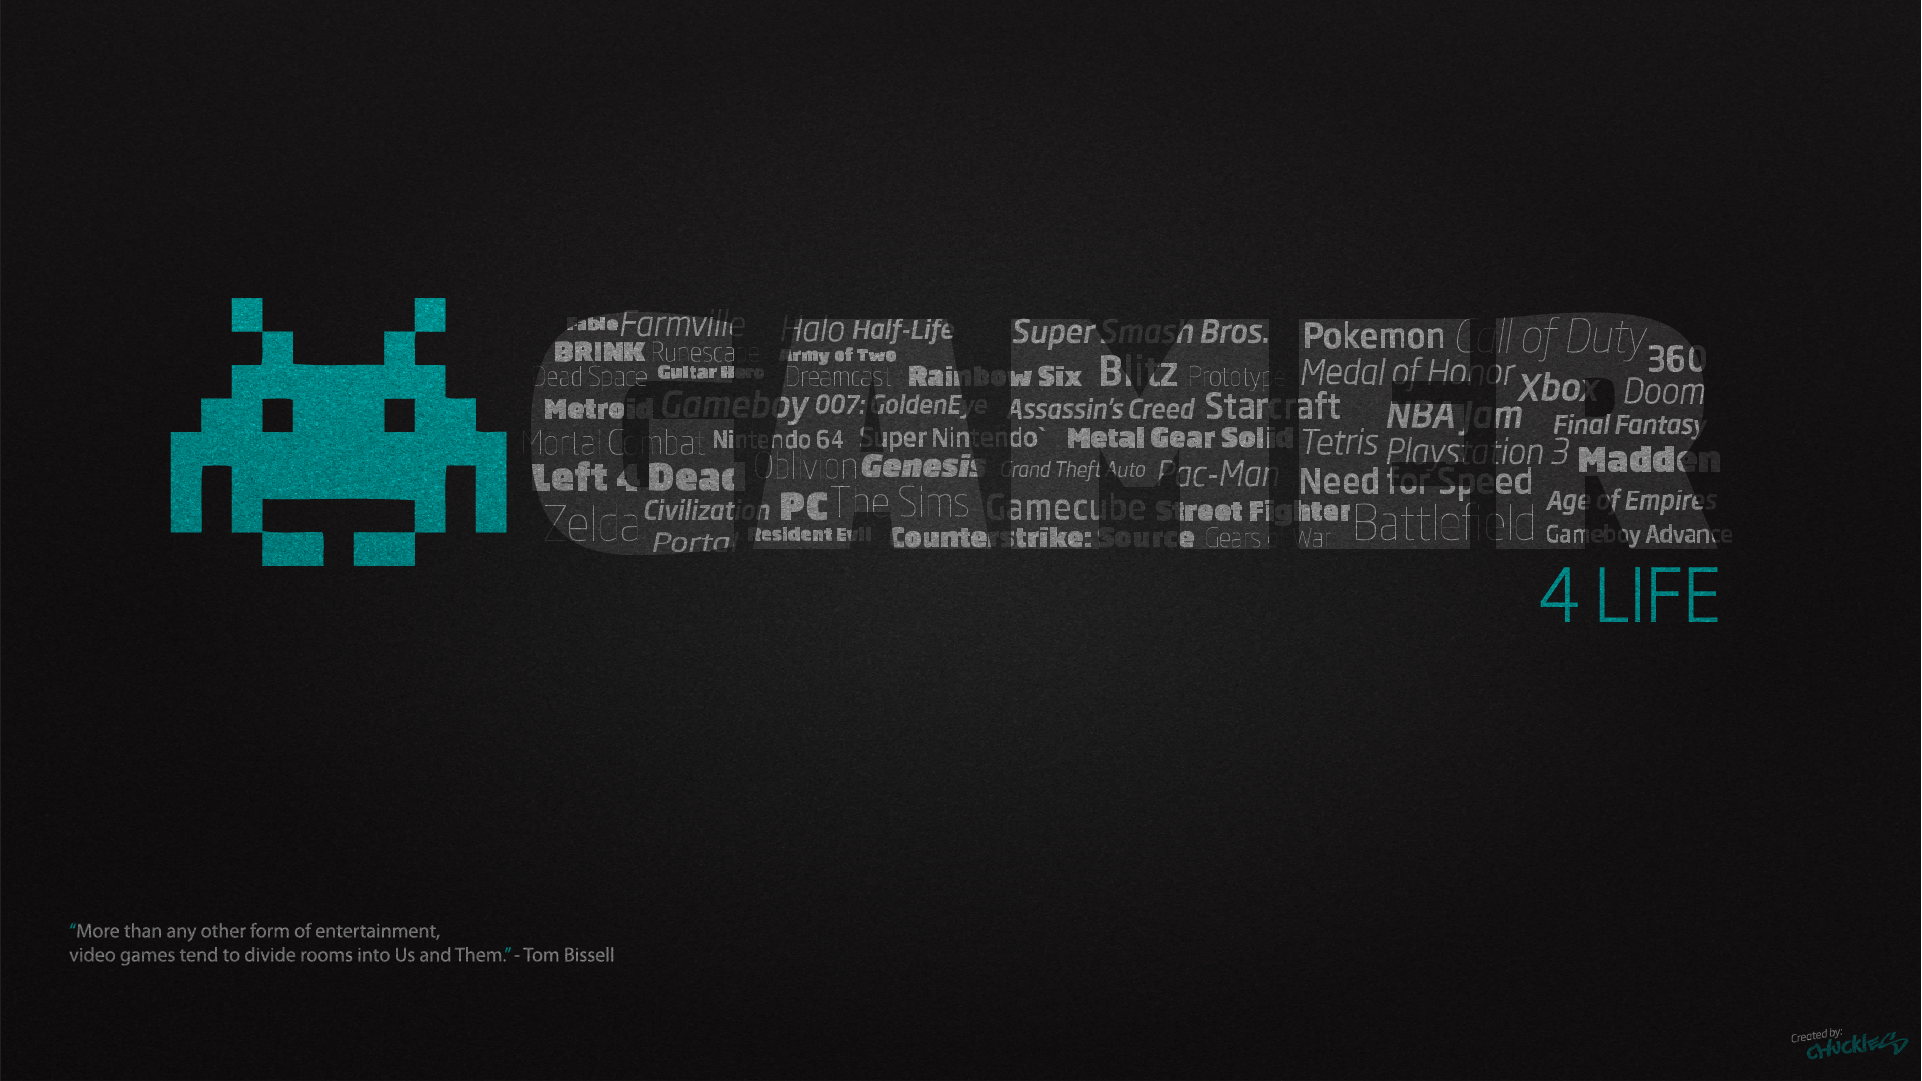 GAMER
Fable Farmville Halo Half-Life Super Smash Bros. Pokemon Call of Duty
BRINK Runescape Army of Two 360
Dead Space Guitar Hero Dreamcast Rainbow Six Blitz Prototype Medal of Honor Xbox Doom
Metroid Gameboy 007: GoldenEye Assassin's Creed Starcraft NBA Jam Final Fantasy
Mortal Combat Nintendo 64 Super Nintendo` Metal Gear Solid Tetris Playstation 3 Madden
Left 4 Dead Oblivion Genesis Grand Theft Auto Pac-Man Need for Speed
Zelda Civilization PC The Sims Gamecube Street Fighter Battlefield Age of Empires
Portal Resident Evil Counterstrike: Source Gears of War Gameboy Advance
4 LIFE
“More than any other form of entertainment,
video games tend to divide rooms into Us and Them.” - Tom Bissell
Created by:
CHUCKlES